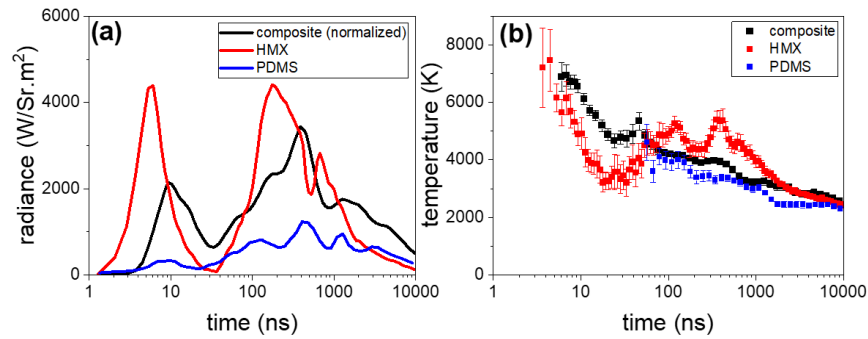 (a)
composite (normalized)
HMX
PDMS
radiance (W/Sr.m²)
6000
4000
2000
0
1
10
100
1000
10000
time (ns)
(b)
composite
HMX
PDMS
temperature (K)
8000
6000
4000
2000
0
1
10
100
1000
10000
time (ns)